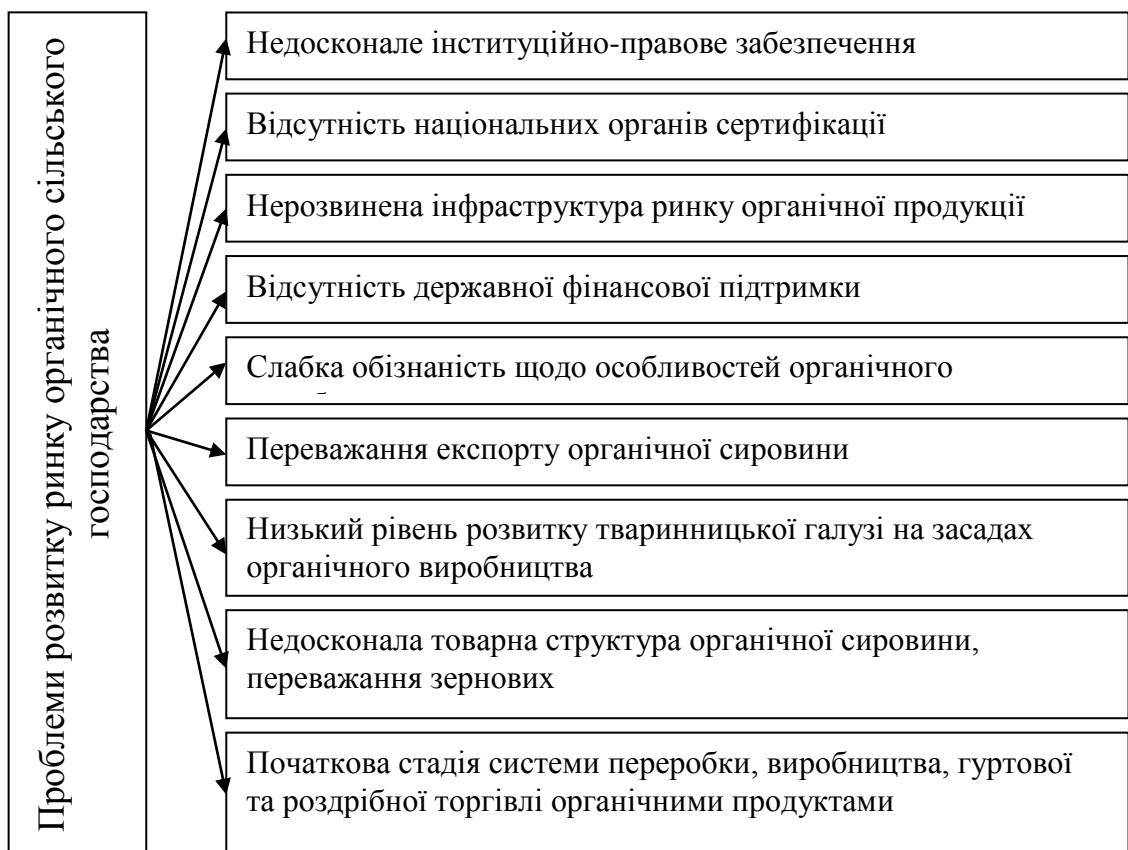 Проблеми розвитку ринку органічного сільського
господарства
Недосконале інституційно-правове забезпечення
Відсутність національних органів сертифікації
Нерозвинена інфраструктура ринку органічної продукції
Відсутність державної фінансової підтримки
Слабка обізнаність щодо особливостей органічного
Переважання експорту органічної сировини
Низький рівень розвитку тваринницької галузі на засадах
органічного виробництва
Недосконала товарна структура органічної сировини,
переважання зернових
Початкова стадія системи переробки, виробництва, гуртової
та роздрібної торгівлі органічними продуктами